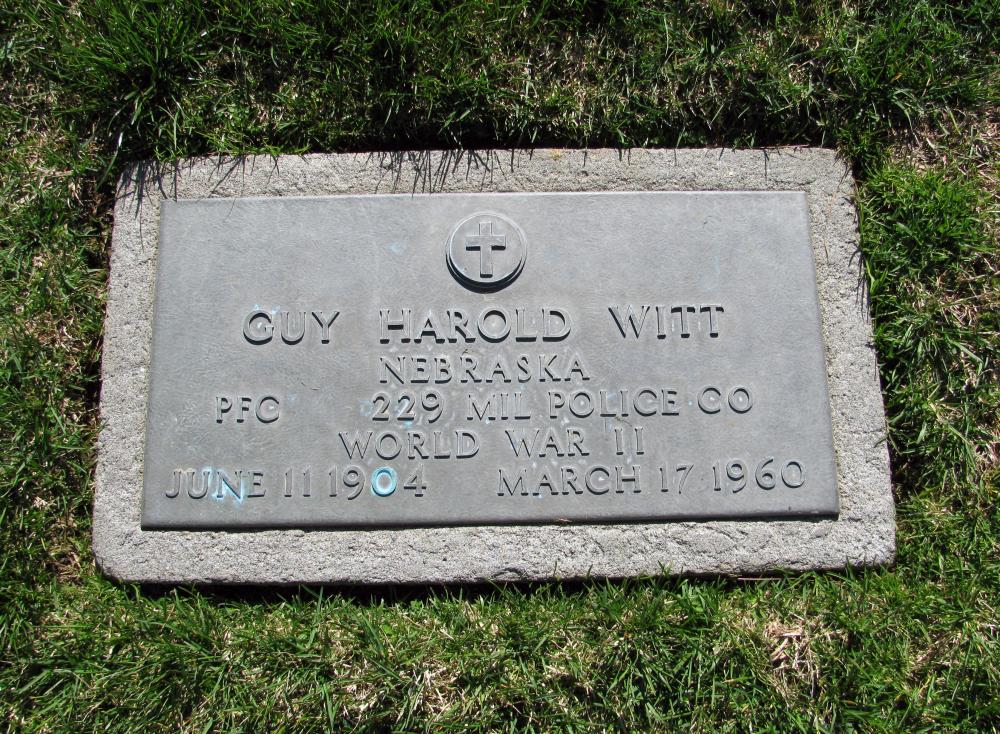 GUY HAROLD WITT
NEBRASKA
PFC 229 MIL POLICE CO
WORLD WAR II
JUNE 11 1904 MARCH 17 1960